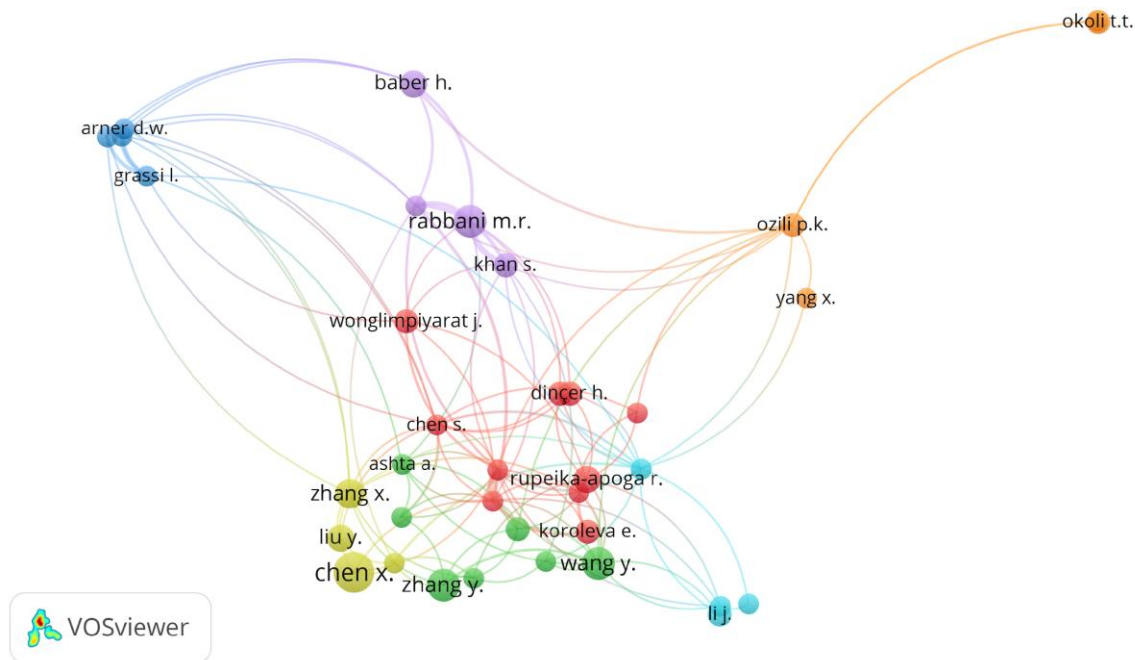 okoli t.t.
baber h.
arner d.w.
grassi l.
rabbani m.r.
ozili p.k.
khan s.
yang x.
wonglimpiyarat j.
dinçer h.
chen s.
ashta a.
rupeika-apoga r.
zhang x.
koroleva e.
liu y.
wang y.
chen x.
zhang y.
li j.
VOSviewer